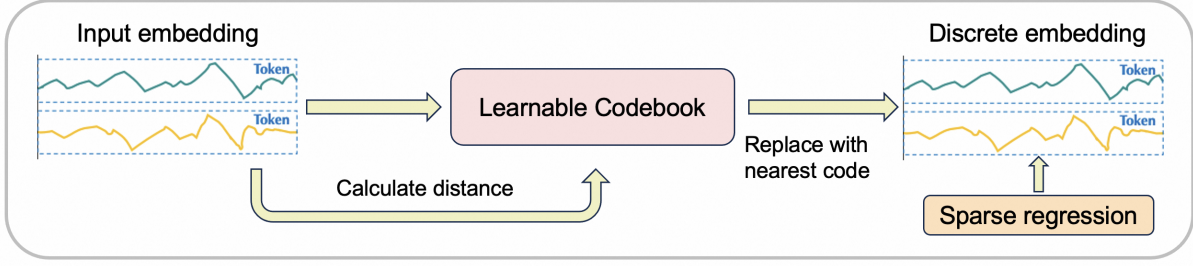 Input embedding
Token
Token
Calculate distance
Learnable Codebook
Replace with
nearest code
Discrete embedding
Token
Token
Sparse regression